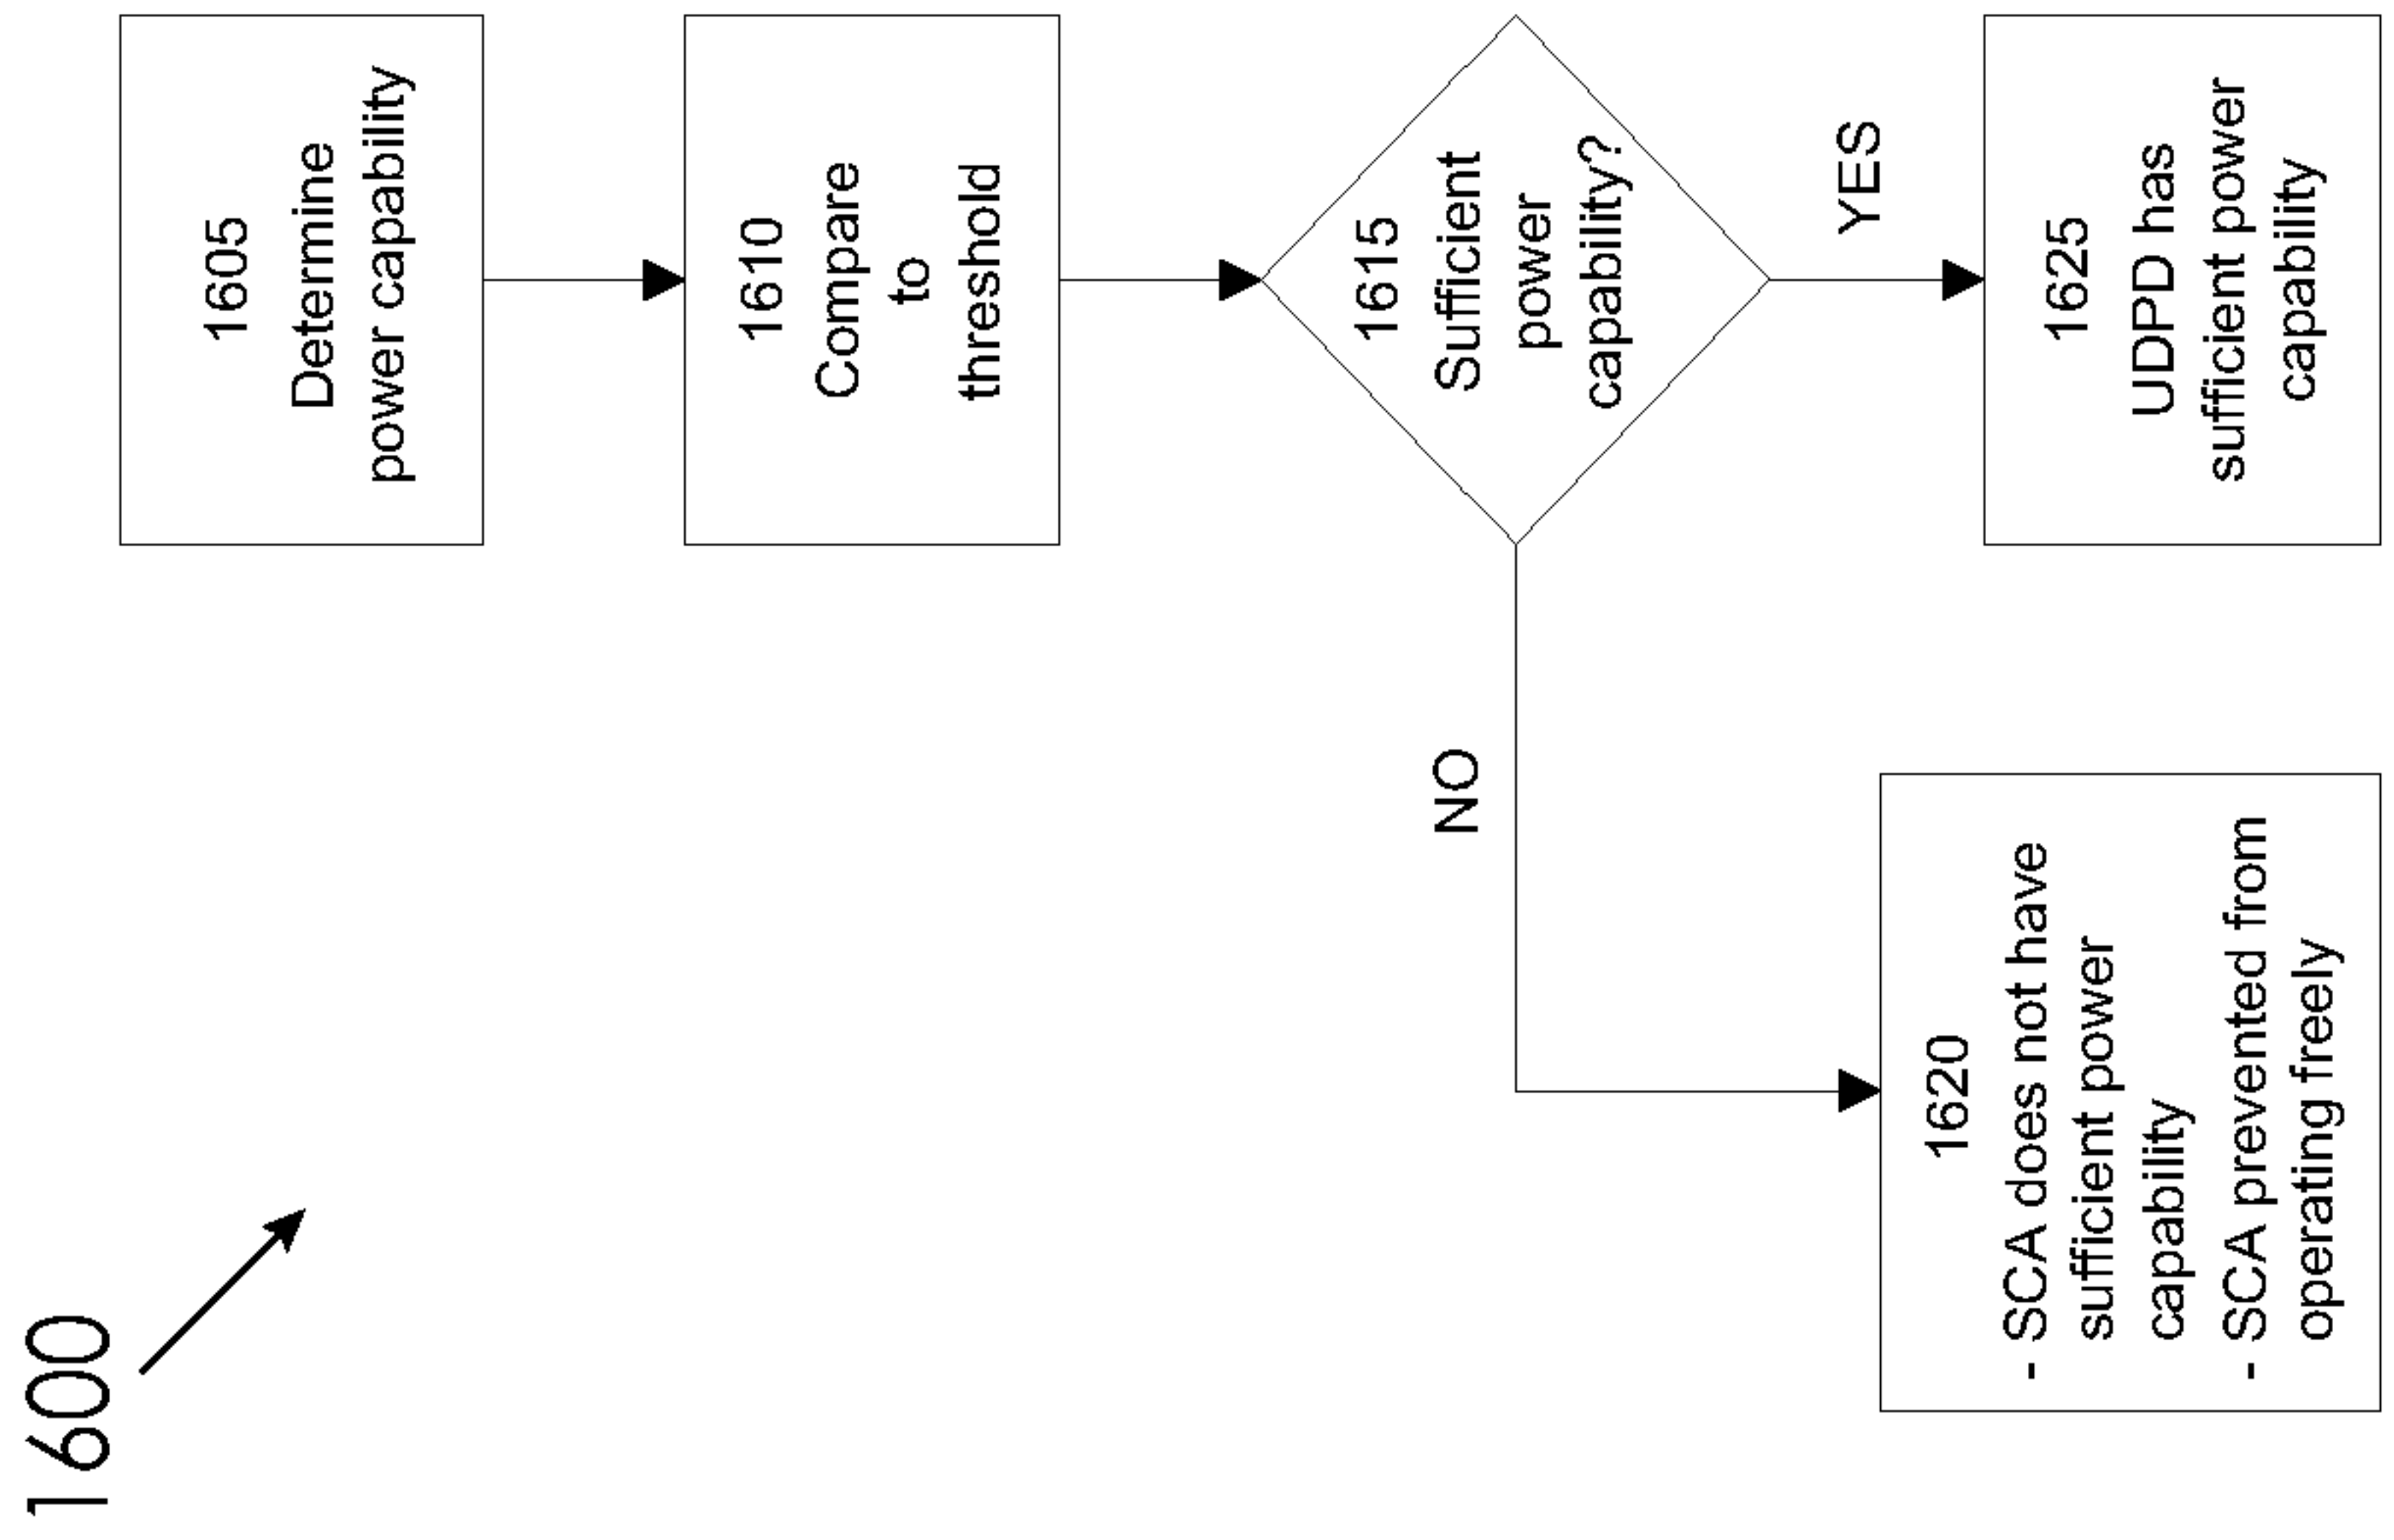 1600
1605
Determine
power capability
1610
Compare
to
threshold
1615
Sufficient
power
capability?
NO
YES
1620
- SCA does not have
sufficient power
capability
- SCA prevented from
operating freely
1625
UDPD has
sufficient power
capability